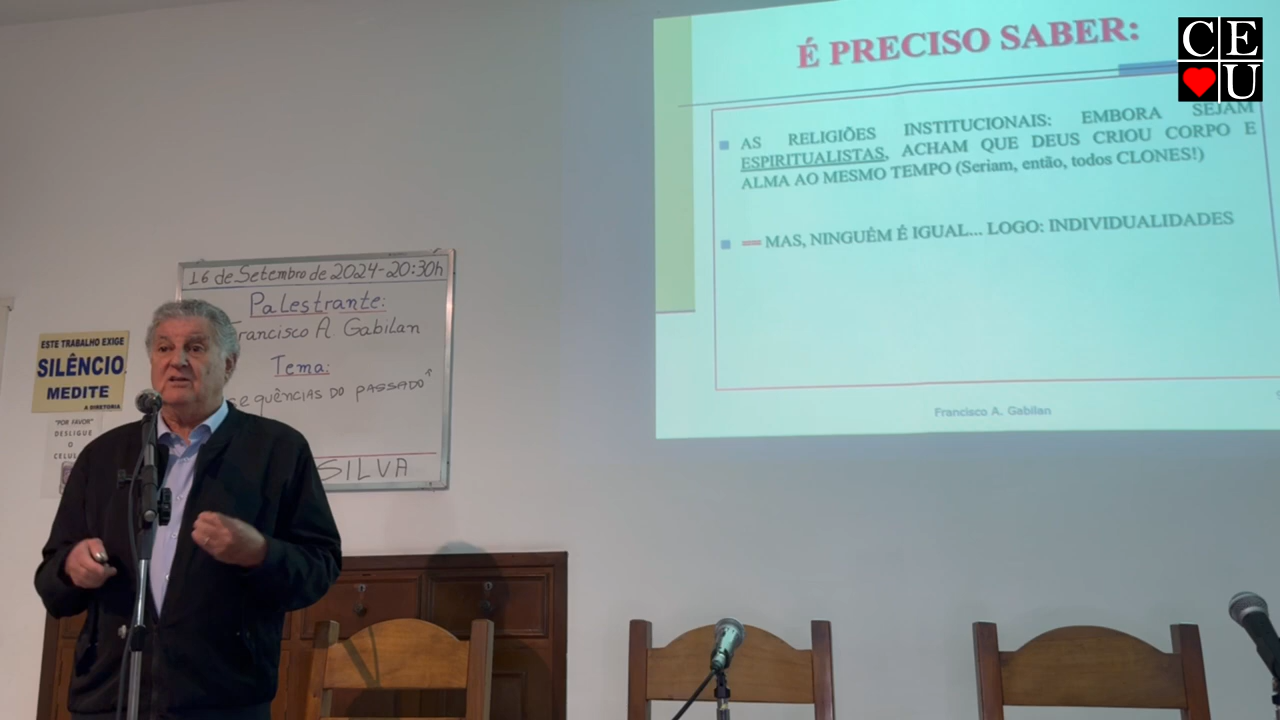 É PRECISO SABER:
C E
U
AS RELIGIÕES INSTITUCIONAIS: EMBORA SEJAM
ESPIRITUALISTAS, ACHAM QUE DEUS CRIOU CORPO E
ALMA AO MESMO TEMPO (Seriam, então, todos CLONES!)
MAS, NINGUÉM É IGUAL... LOGO: INDIVIDUALIDADES
Francisco A. Gabilan
16 de Setembro de 2024-20:30h
Palestrante:
Francisco A. Gabilan
Tema:
DO PASSADO"
SILVA
ESTE TRABALHO EXIGE
SILÊNCIO
MEDITE
A DIRETORIA
"POR FAVOR"
DESLIGUE
O